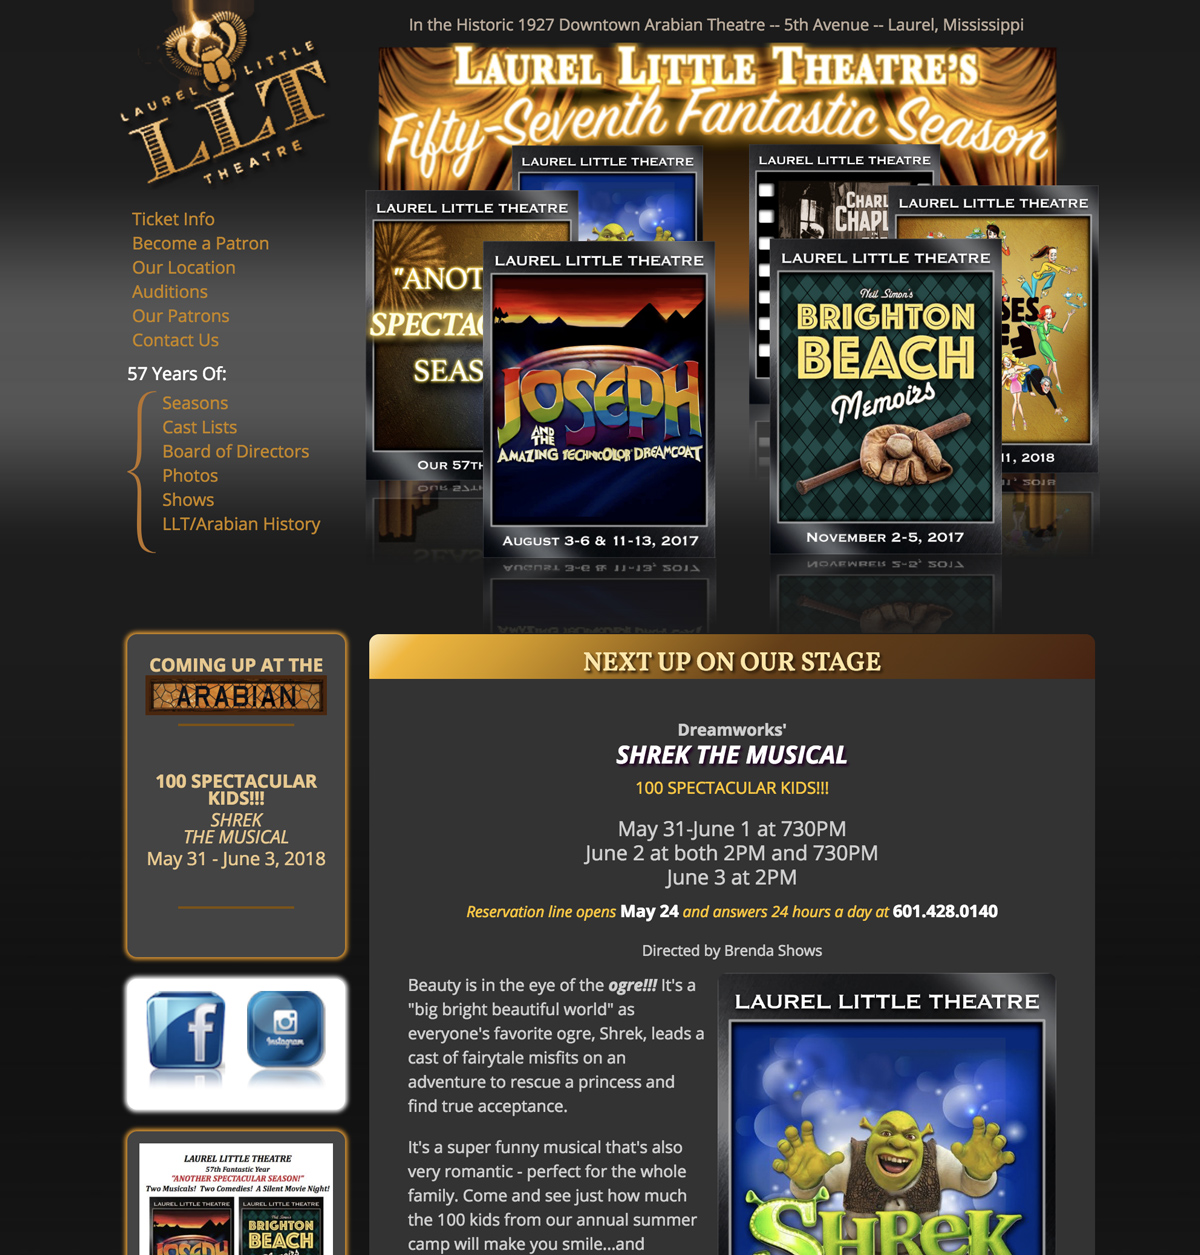 In the Historic 1927 Downtown Arabian Theatre -- 5th Avenue -- Laurel, Mississippi
LAUREL LITTLE
LLT
THEATRE
LAUREL LITTLE THEATRE'S
Fifty-Seventh Fantastic Season
Ticket Info
Become a Patron
Our Location
Auditions
Our Patrons
Contact Us
57 Years Of:
Seasons
Cast Lists
Board of Directors
Photos
Shows
LLT/Arabian History
LAUREL LITTLE THEATRE
LAUREL LITTLE THEATRE
"ANOT
SPECTAC
SEAS
OUR 57TH
LAUREL LITTLE THEATRE
JOSEPH
AND THE
AMAZING TECHNICOLOR DREAMCOAT
AUGUST 3-6 & 11-13, 2017
LAUREL LITTLE THEATRE
CHARL
CHAPL
IN THE
LAUREL LITTLE THEATRE
SES
11, 2018
LAUREL LITTLE THEATRE
Neil Simon's
BRIGHTON
BEACH
Memoirs
NOVEMBER 2-5, 2017
COMING UP AT THE
ARABIAN
100 SPECTACULAR
KIDS!!!
SHREK
THE MUSICAL
May 31 - June 3, 2018
Instagram
LAUREL LITTLE THEATRE
57th Fantastic Year
"ANOTHER SPECTACULAR SEASON!"
Two Musicals! Two Comedies! A Silent Movie Night!
LAUREL LITTLE THEATRE
JOSEPH
LAUREL LITTLE THEATRE
Neil Simon's
BRIGHTON
BEACH
NEXT UP ON OUR STAGE
Dreamworks'
SHREK THE MUSICAL
100 SPECTACULAR KIDS!!!
May 31-June 1 at 730PM
June 2 at both 2PM and 730PM
June 3 at 2PM
Reservation line opens May 24 and answers 24 hours a day at 601.428.0140
Directed by Brenda Shows
Beauty is in the eye of the ogre!!! It's a
"big bright beautiful world" as
everyone's favorite ogre, Shrek, leads a
cast of fairytale misfits on an
adventure to rescue a princess and
find true acceptance.
It's a super funny musical that's also
very romantic - perfect for the whole
family. Come and see just how much
the 100 kids from our annual summer
camp will make you smile...and
LAUREL LITTLE THEATRE
SHREK